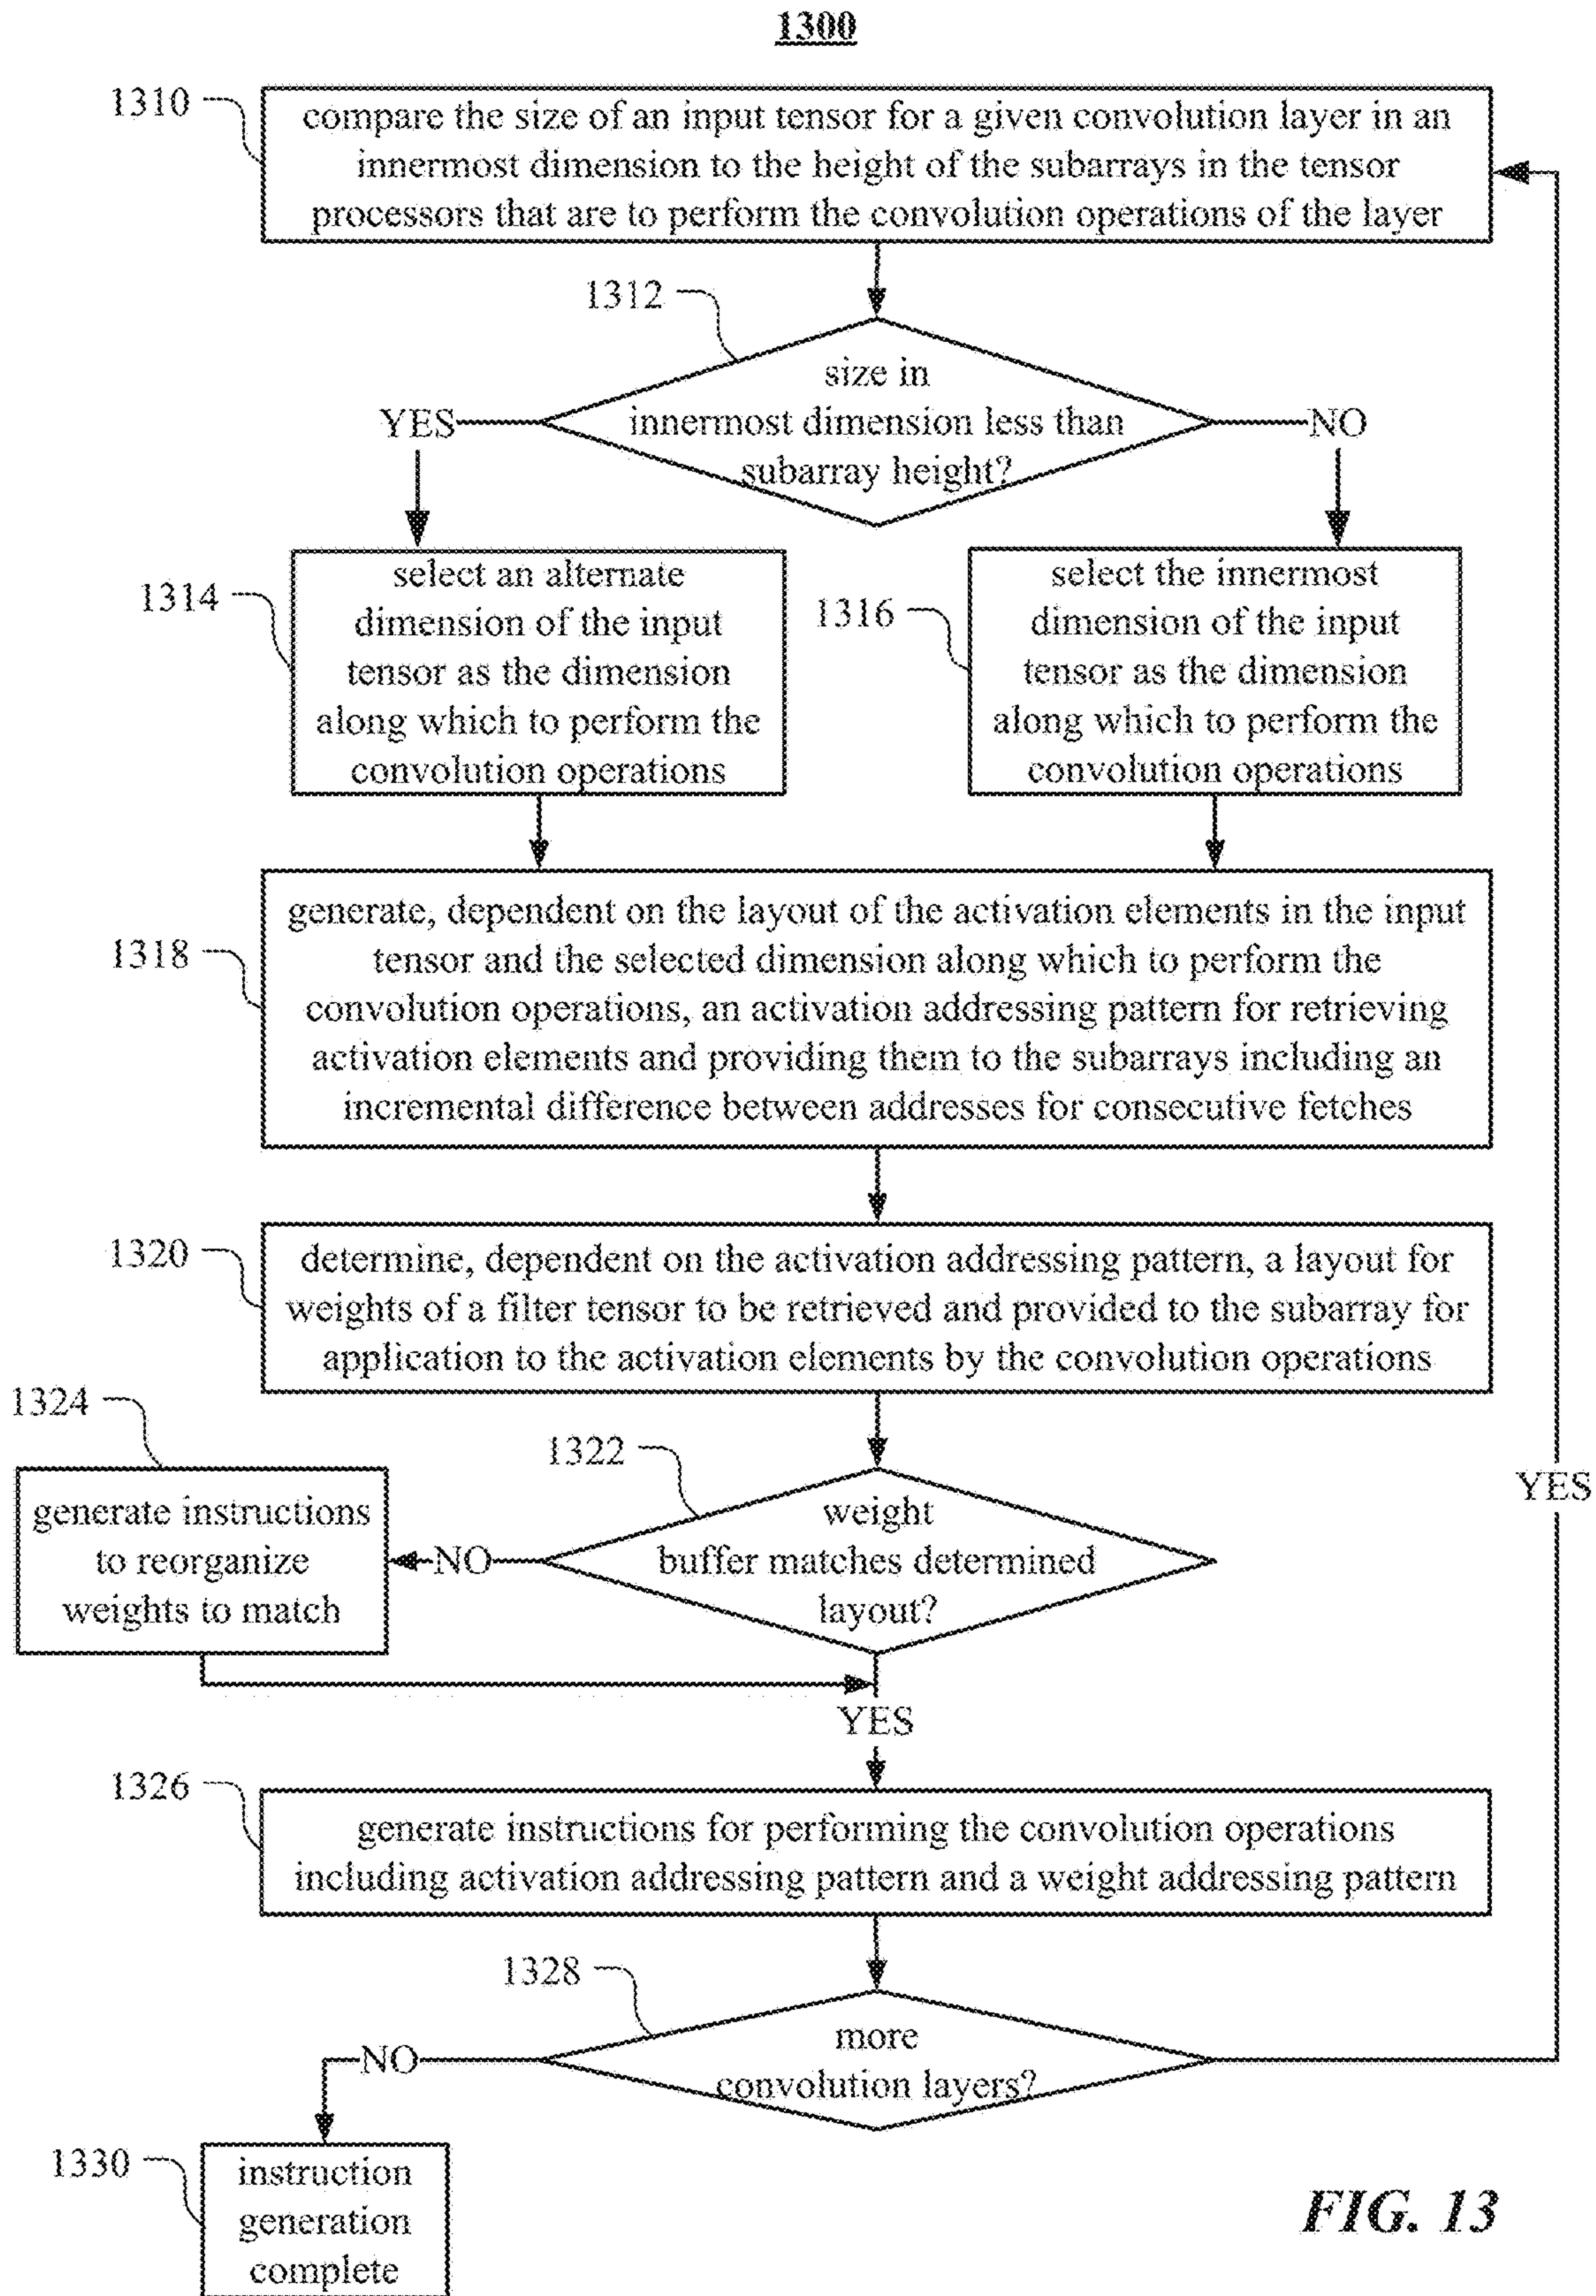 1300
1310
compare the size of an input tensor for a given convolution layer in an
innermost dimension to the height of the subarrays in the tensor
processors that are to perform the convolution operations of the layer
1312
size in
innermost dimension less than
subarray height?
YES
NO
1314
select an alternate
dimension of the input
tensor as the dimension
along which to perform the
convolution operations
1316
select the innermost
dimension of the input
tensor as the dimension
along which to perform the
convolution operations
1318
generate, dependent on the layout of the activation elements in the input
tensor and the selected dimension along which to perform the
convolution operations, an activation addressing pattern for retrieving
activation elements and providing them to the subarrays including an
incremental difference between addresses for consecutive fetches
1320
determine, dependent on the activation addressing pattern, a layout for
weights of a filter tensor to be retrieved and provided to the subarray for
application to the activation elements by the convolution operations
1322
weight
buffer matches determined
layout?
NO
1324
generate instructions
to reorganize
weights to match
YES
1326
generate instructions for performing the convolution operations
including activation addressing pattern and a weight addressing pattern
1328
more
convolution layers?
YES
NO
1330
instruction
generation
complete
FIG. 13